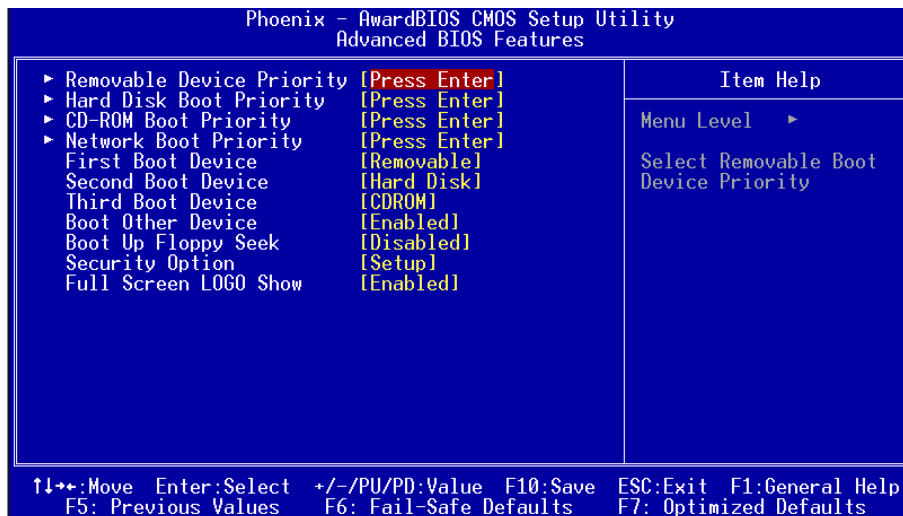 Phoenix - AwardBIOS CMOS Setup Utility
Advanced BIOS Features
► Removable Device Priority [Press Enter]
► Hard Disk Boot Priority [Press Enter]
► CD-ROM Boot Priority [Press Enter]
► Network Boot Priority [Press Enter]
First Boot Device [Removable]
Second Boot Device [Hard Disk]
Third Boot Device [CDROM]
Boot Other Device [Enabled]
Boot Up Floppy Seek [Disabled]
Security Option [Setup]
Full Screen LOGO Show [Enabled]
Item Help
Menu Level ►
Select Removable Boot
Device Priority
↑↓→←:Move Enter:Select +/-/PU/PD:Value F10:Save ESC:Exit F1:General Help
F5: Previous Values F6: Fail-Safe Defaults F7: Optimized Defaults